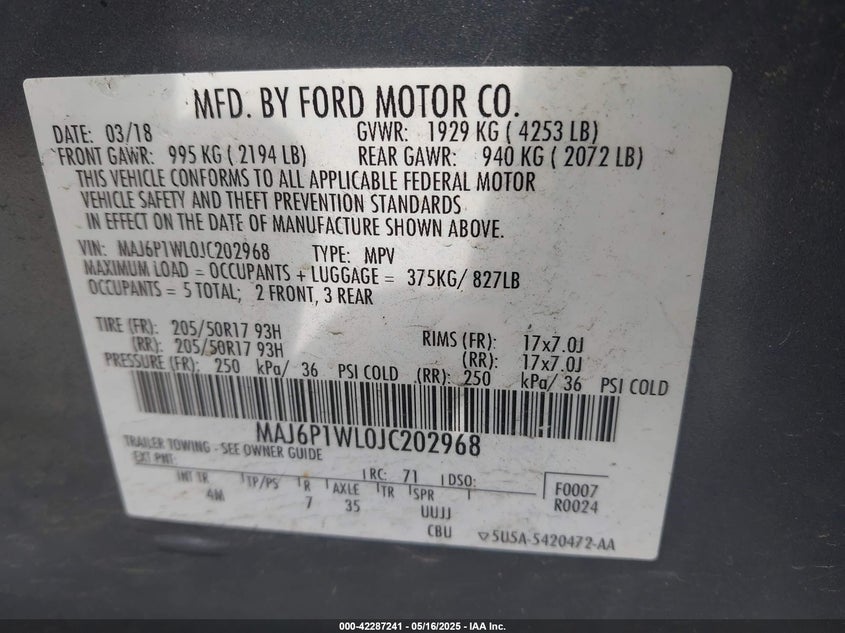 MFD. BY FORD MOTOR CO.
DATE: 03/18 GVWR: 1929 KG ( 4253 LB)
FRONT GAWR: 995 KG ( 2194 LB) REAR GAWR: 940 KG ( 2072 LB)
THIS VEHICLE CONFORMS TO ALL APPLICABLE FEDERAL MOTOR
VEHICLE SAFETY AND THEFT PREVENTION STANDARDS
IN EFFECT ON THE DATE OF MANUFACTURE SHOWN ABOVE.
VIN: MAJ6P1WL0JC202968 TYPE: MPV
MAXIMUM LOAD = OCCUPANTS + LUGGAGE = 375KG/ 827LB
OCCUPANTS = 5 TOTAL; 2 FRONT, 3 REAR
TIRE (FR): 205/50R17 93H RIMS (FR): 17x7.0J
(RR): 205/50R17 93H (RR): 17x7.0J
PRESSURE (FR): 250 kPa/ 36 PSI COLD (RR): 250 kPa/ 36 PSI COLD
MAJ6P1WL0JC202968
TRAILER TOWING - SEE OWNER GUIDE
EXT PNT: RC: 71 DSO: F0007
INT TR TP/PS R AXLE TR SPR R0024
4M 7 35 UUJJ
CBU 5U5A-5420472-AA
000-42287241 - 05/16/2025 - IAA Inc.